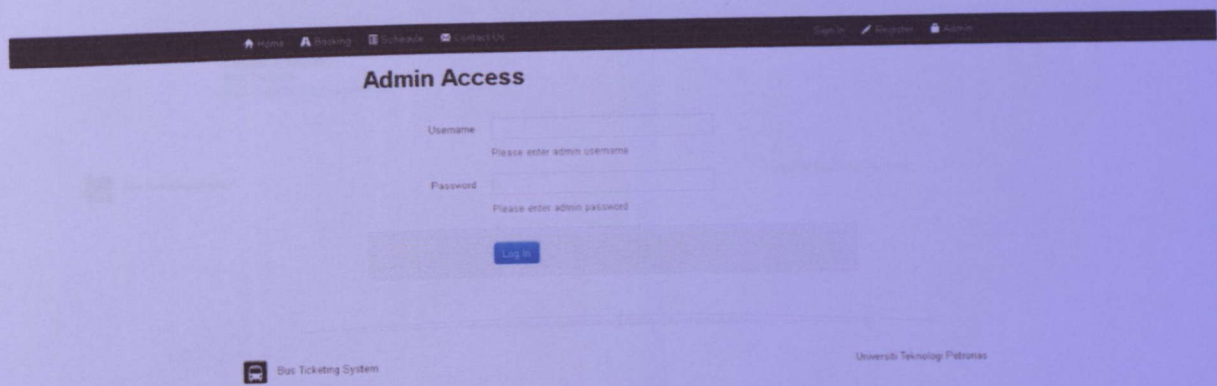 Home Booking Schedule Contact Us Sign In Register Admin
Admin Access
Username
Please enter admin username
Password
Please enter admin password
Log In
Bus Ticketing System
Universiti Teknologi Petronas